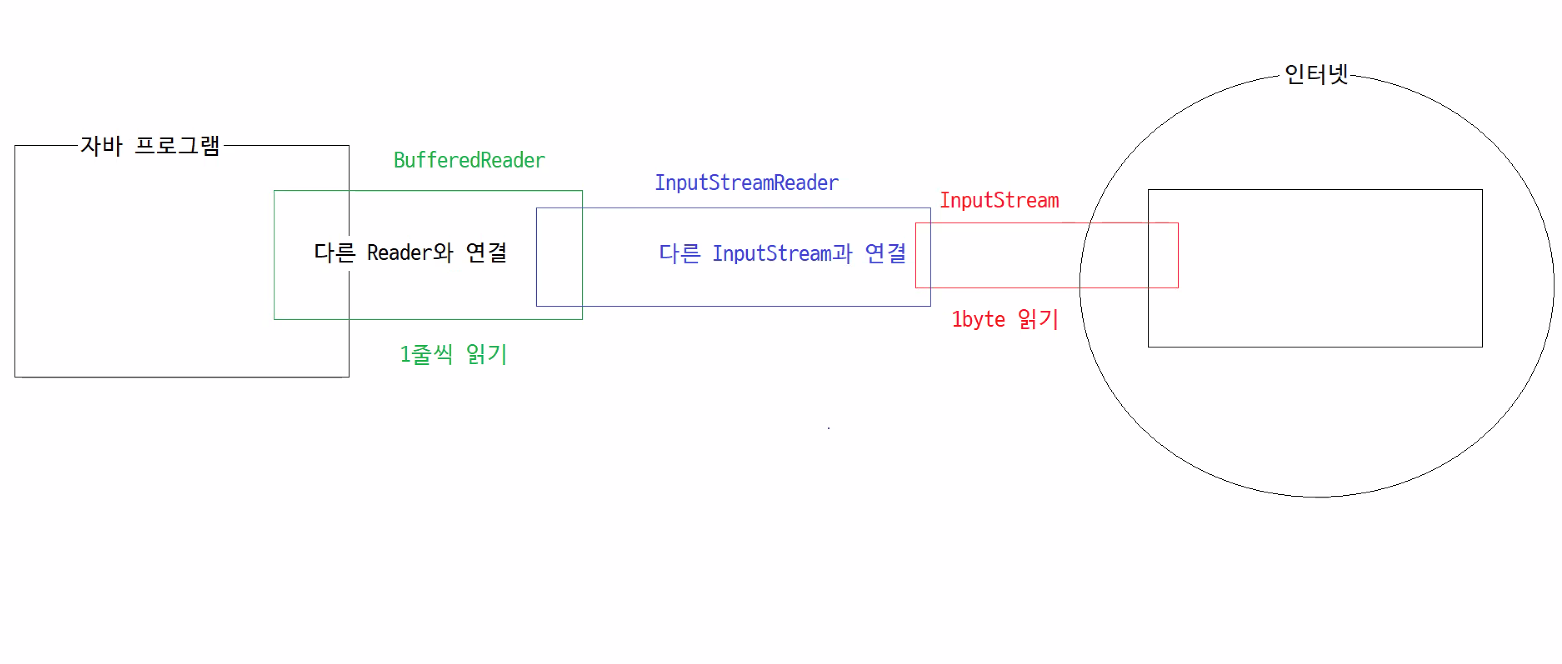 인터넷
자바 프로그램
BufferedReader
InputStreamReader
InputStream
다른 Reader와 연결
다른 InputStream과 연결
1byte 읽기
1줄씩 읽기